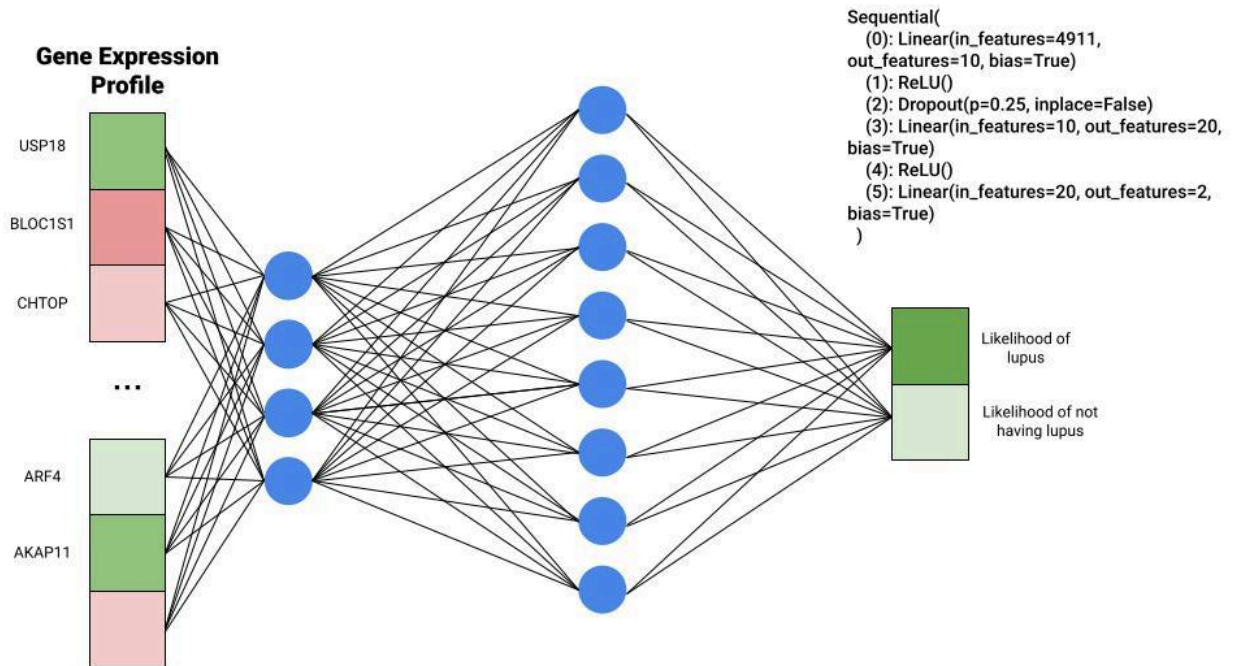 Gene Expression
Profile
USP18
BLOC1S1
CHTOP
...
ARF4
AKAP11
Sequential(
(0): Linear(in_features=4911,
out_features=10, bias=True)
(1): ReLU()
(2): Dropout(p=0.25, inplace=False)
(3): Linear(in_features=10, out_features=20,
bias=True)
(4): ReLU()
(5): Linear(in_features=20, out_features=2,
bias=True)
)
Likelihood of
lupus
Likelihood of not
having lupus